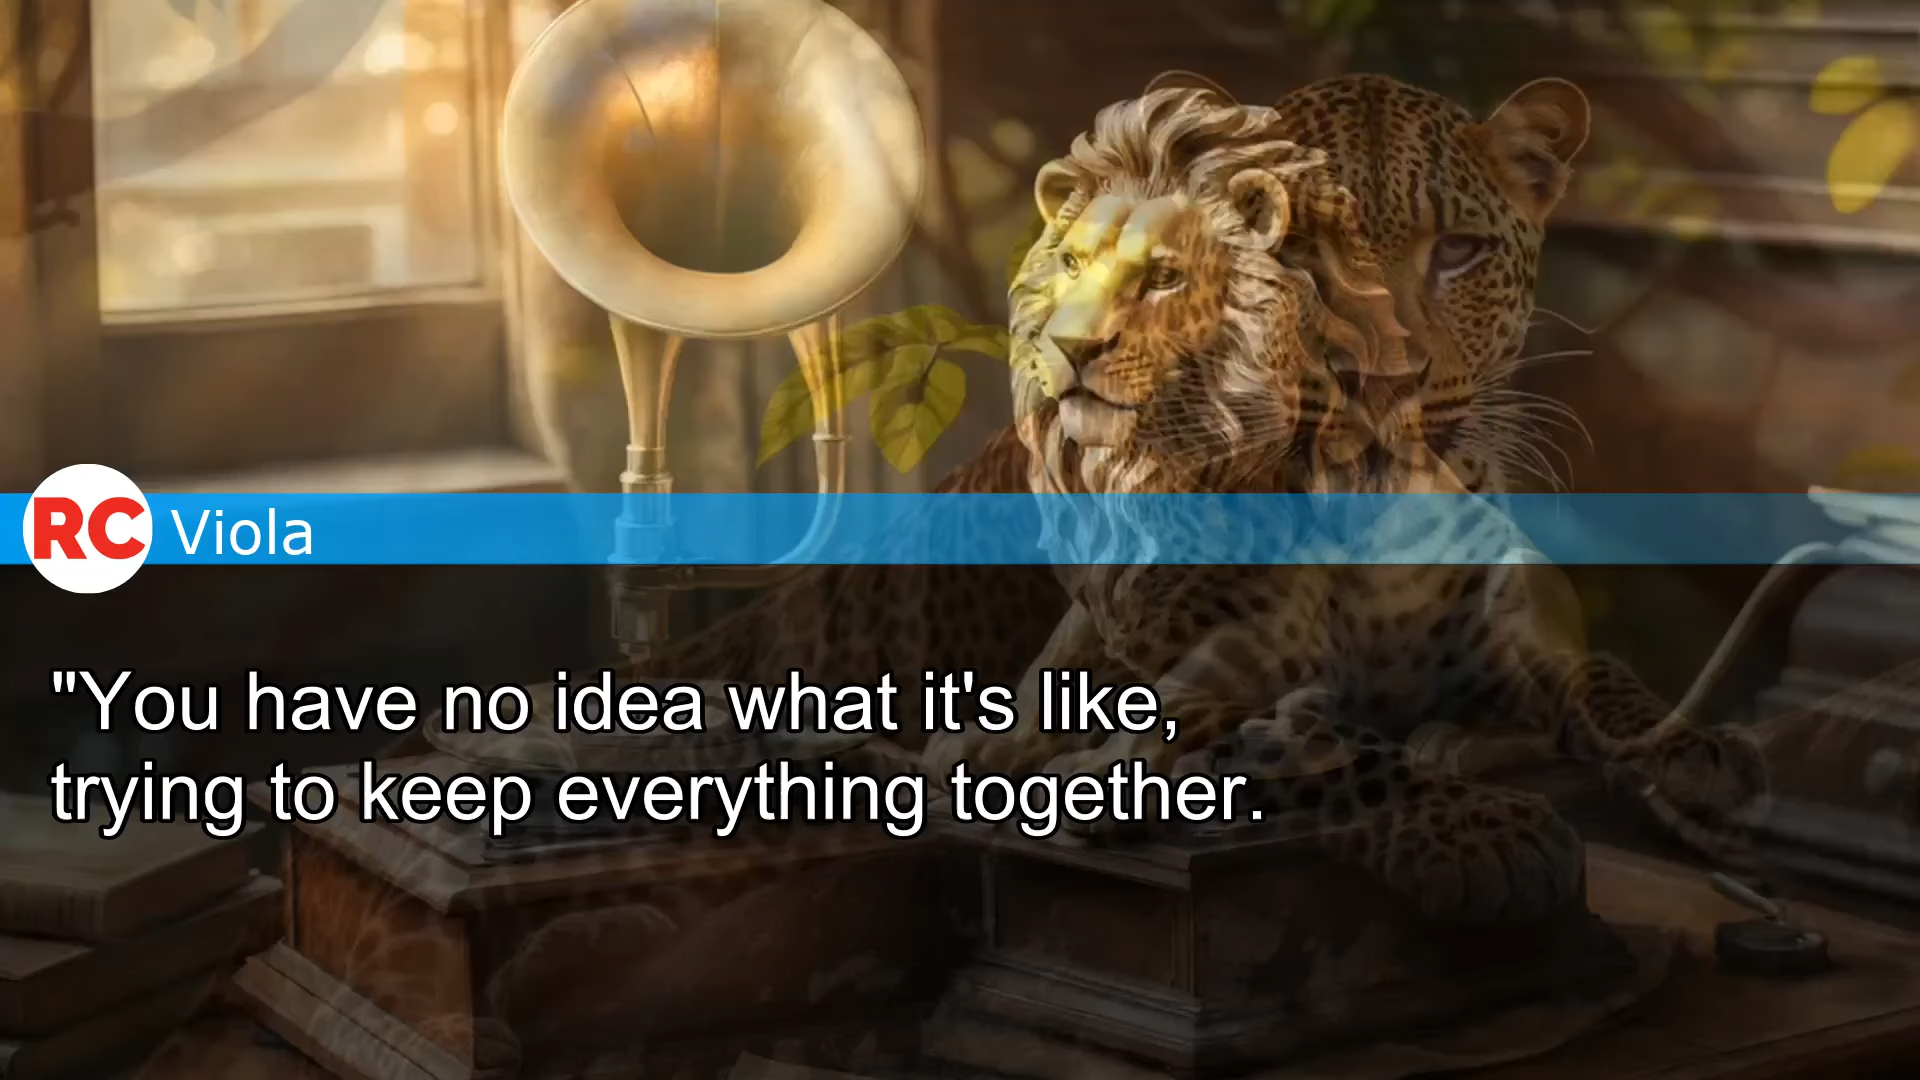 RC Viola
"You have no idea what it's like,
trying to keep everything together.